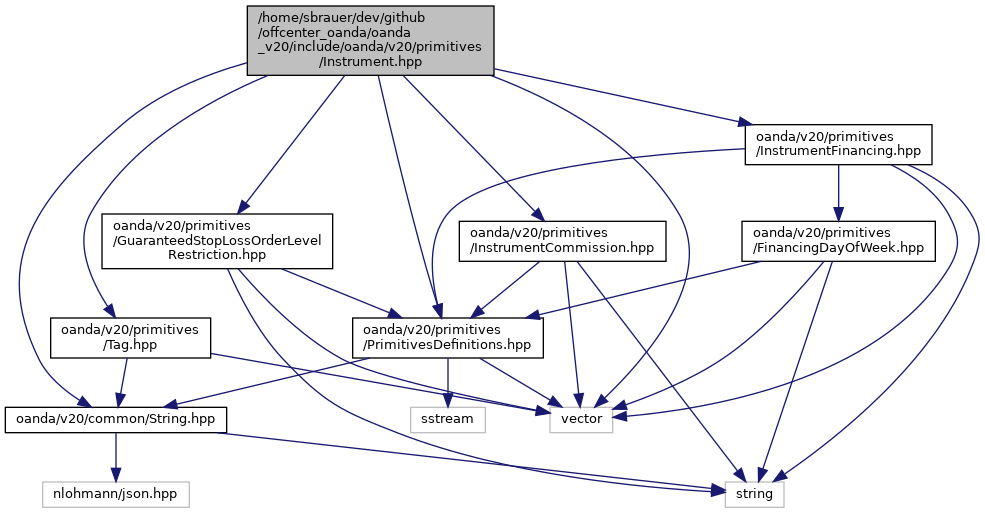 /home/sbrauer/dev/github
/offcenter_oanda/oanda
_v20/include/oanda/v20/primitives
/Instrument.hpp
oanda/v20/primitives
/InstrumentFinancing.hpp
oanda/v20/primitives
/GuaranteedStopLossOrderLevel
Restriction.hpp
oanda/v20/primitives
/InstrumentCommission.hpp
oanda/v20/primitives
/FinancingDayOfWeek.hpp
oanda/v20/primitives
/Tag.hpp
oanda/v20/primitives
/PrimitivesDefinitions.hpp
oanda/v20/common/String.hpp
sstream
vector
nlohmann/json.hpp
string